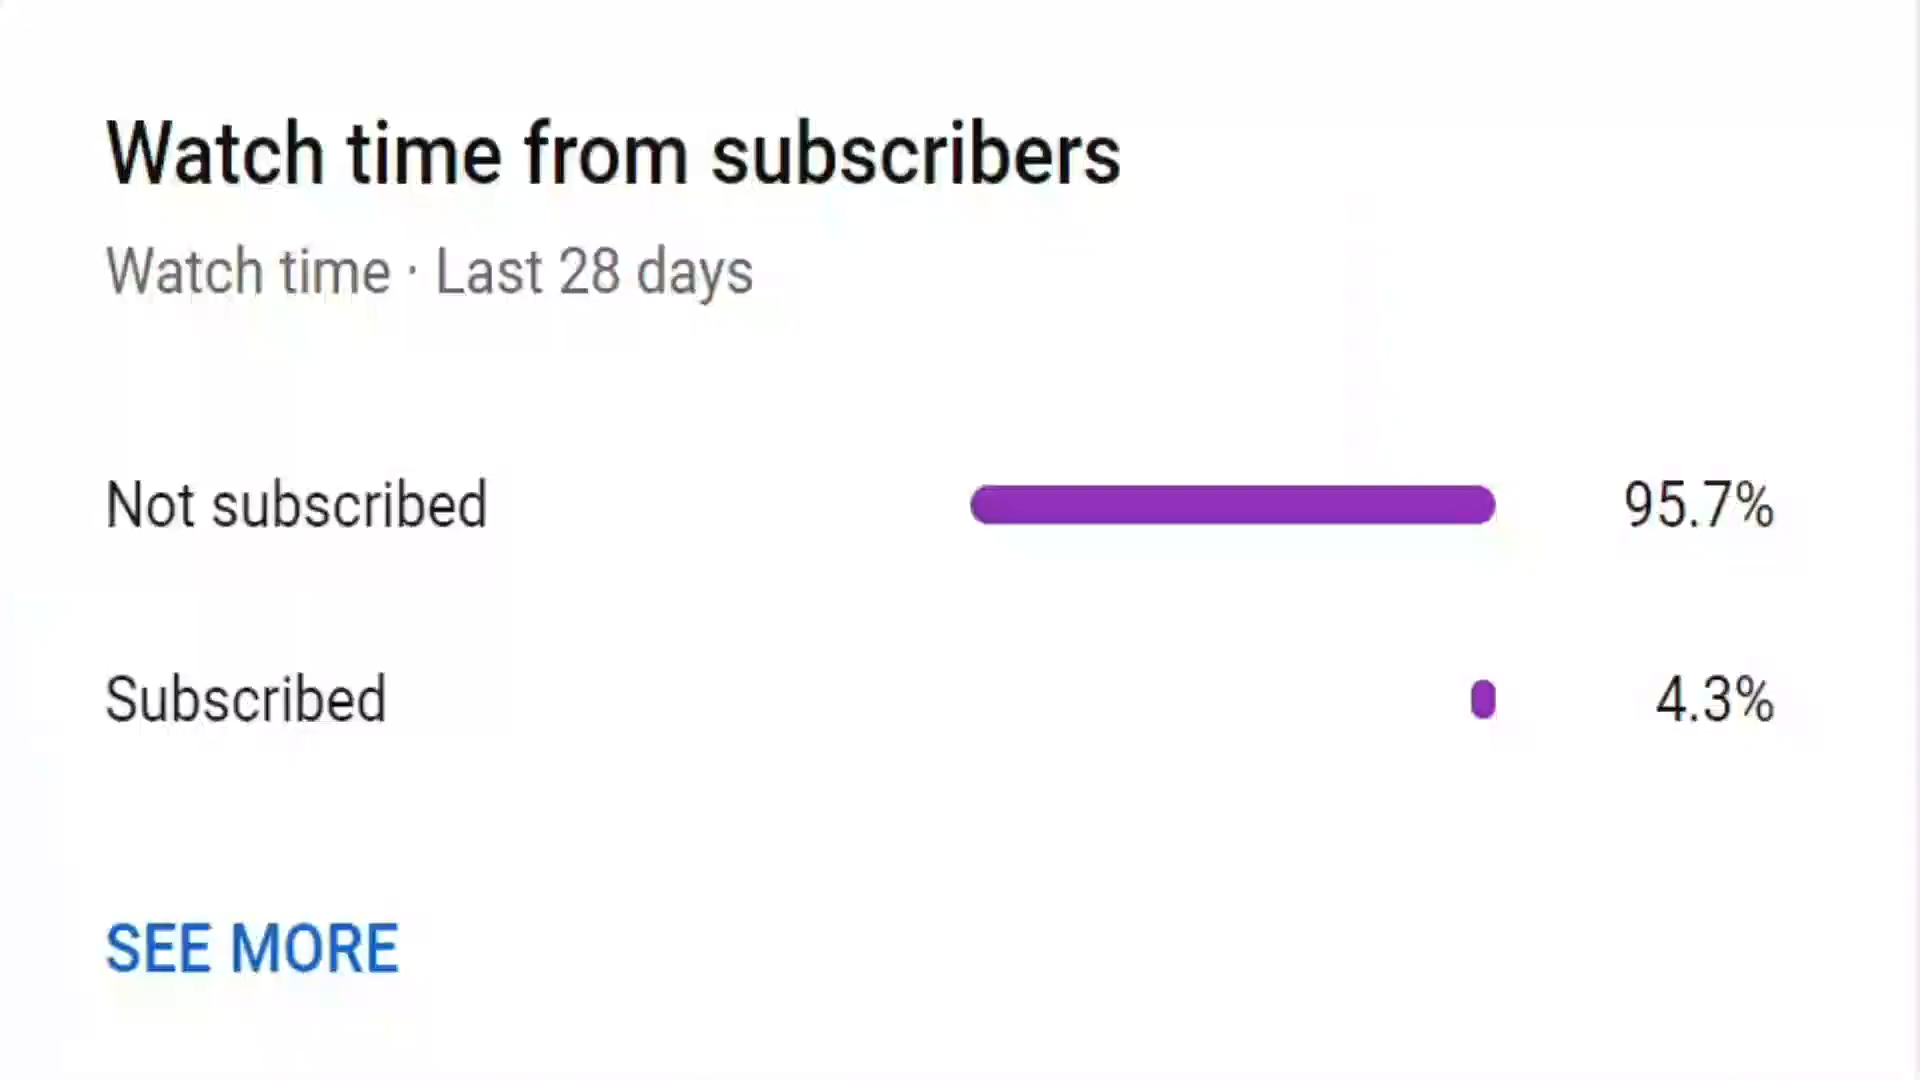 Watch time from subscribers
Watch time · Last 28 days
Not subscribed 95.7%
Subscribed 4.3%
SEE MORE